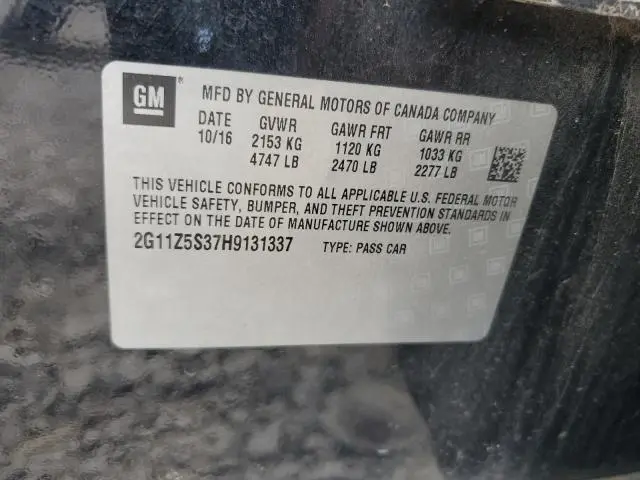 GM ®
MFD BY GENERAL MOTORS OF CANADA COMPANY
DATE GVWR GAWR FRT GAWR RR
10/16 2153 KG 1120 KG 1033 KG
4747 LB 2470 LB 2277 LB
THIS VEHICLE CONFORMS TO ALL APPLICABLE U.S. FEDERAL MOTOR
VEHICLE SAFETY, BUMPER, AND THEFT PREVENTION STANDARDS IN
EFFECT ON THE DATE OF MANUFACTURE SHOWN ABOVE.
2G11Z5S37H9131337 TYPE: PASS CAR